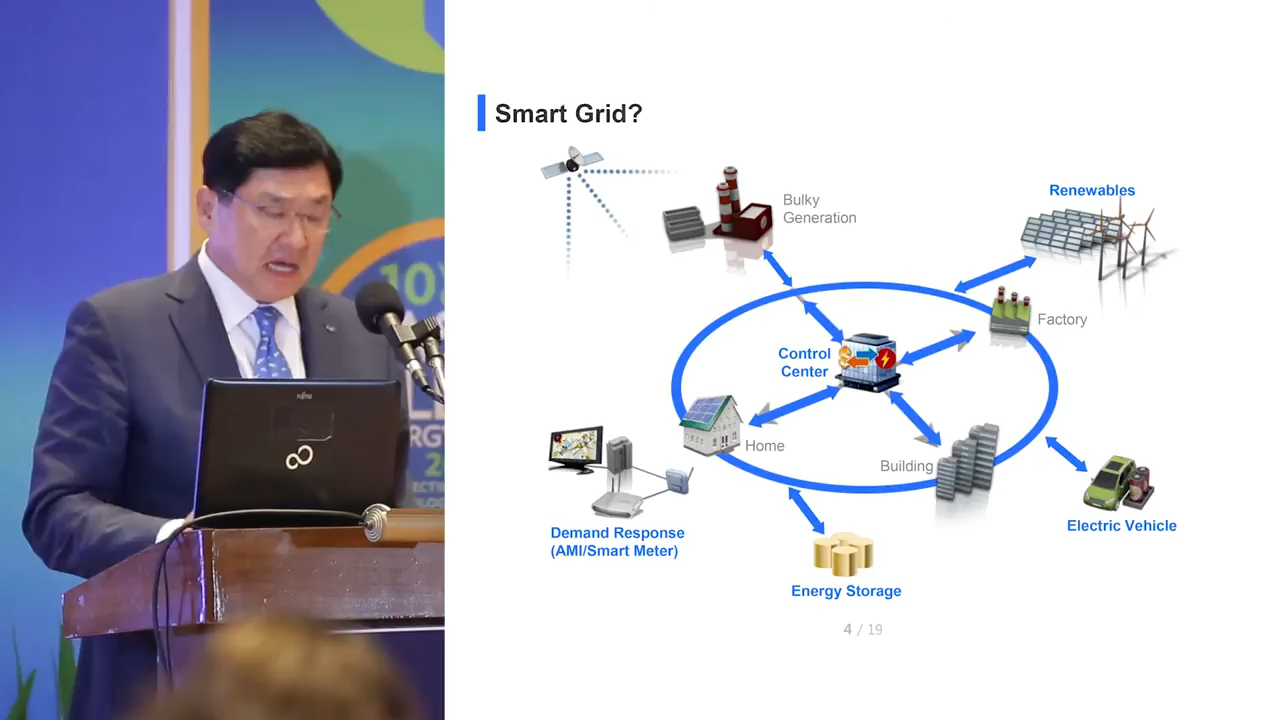 Smart Grid?
Bulky
Generation
Renewables
Factory
Control
Center
Home
Building
Demand Response
(AMI/Smart Meter)
Energy Storage
Electric Vehicle
4 / 19
FUJITSU